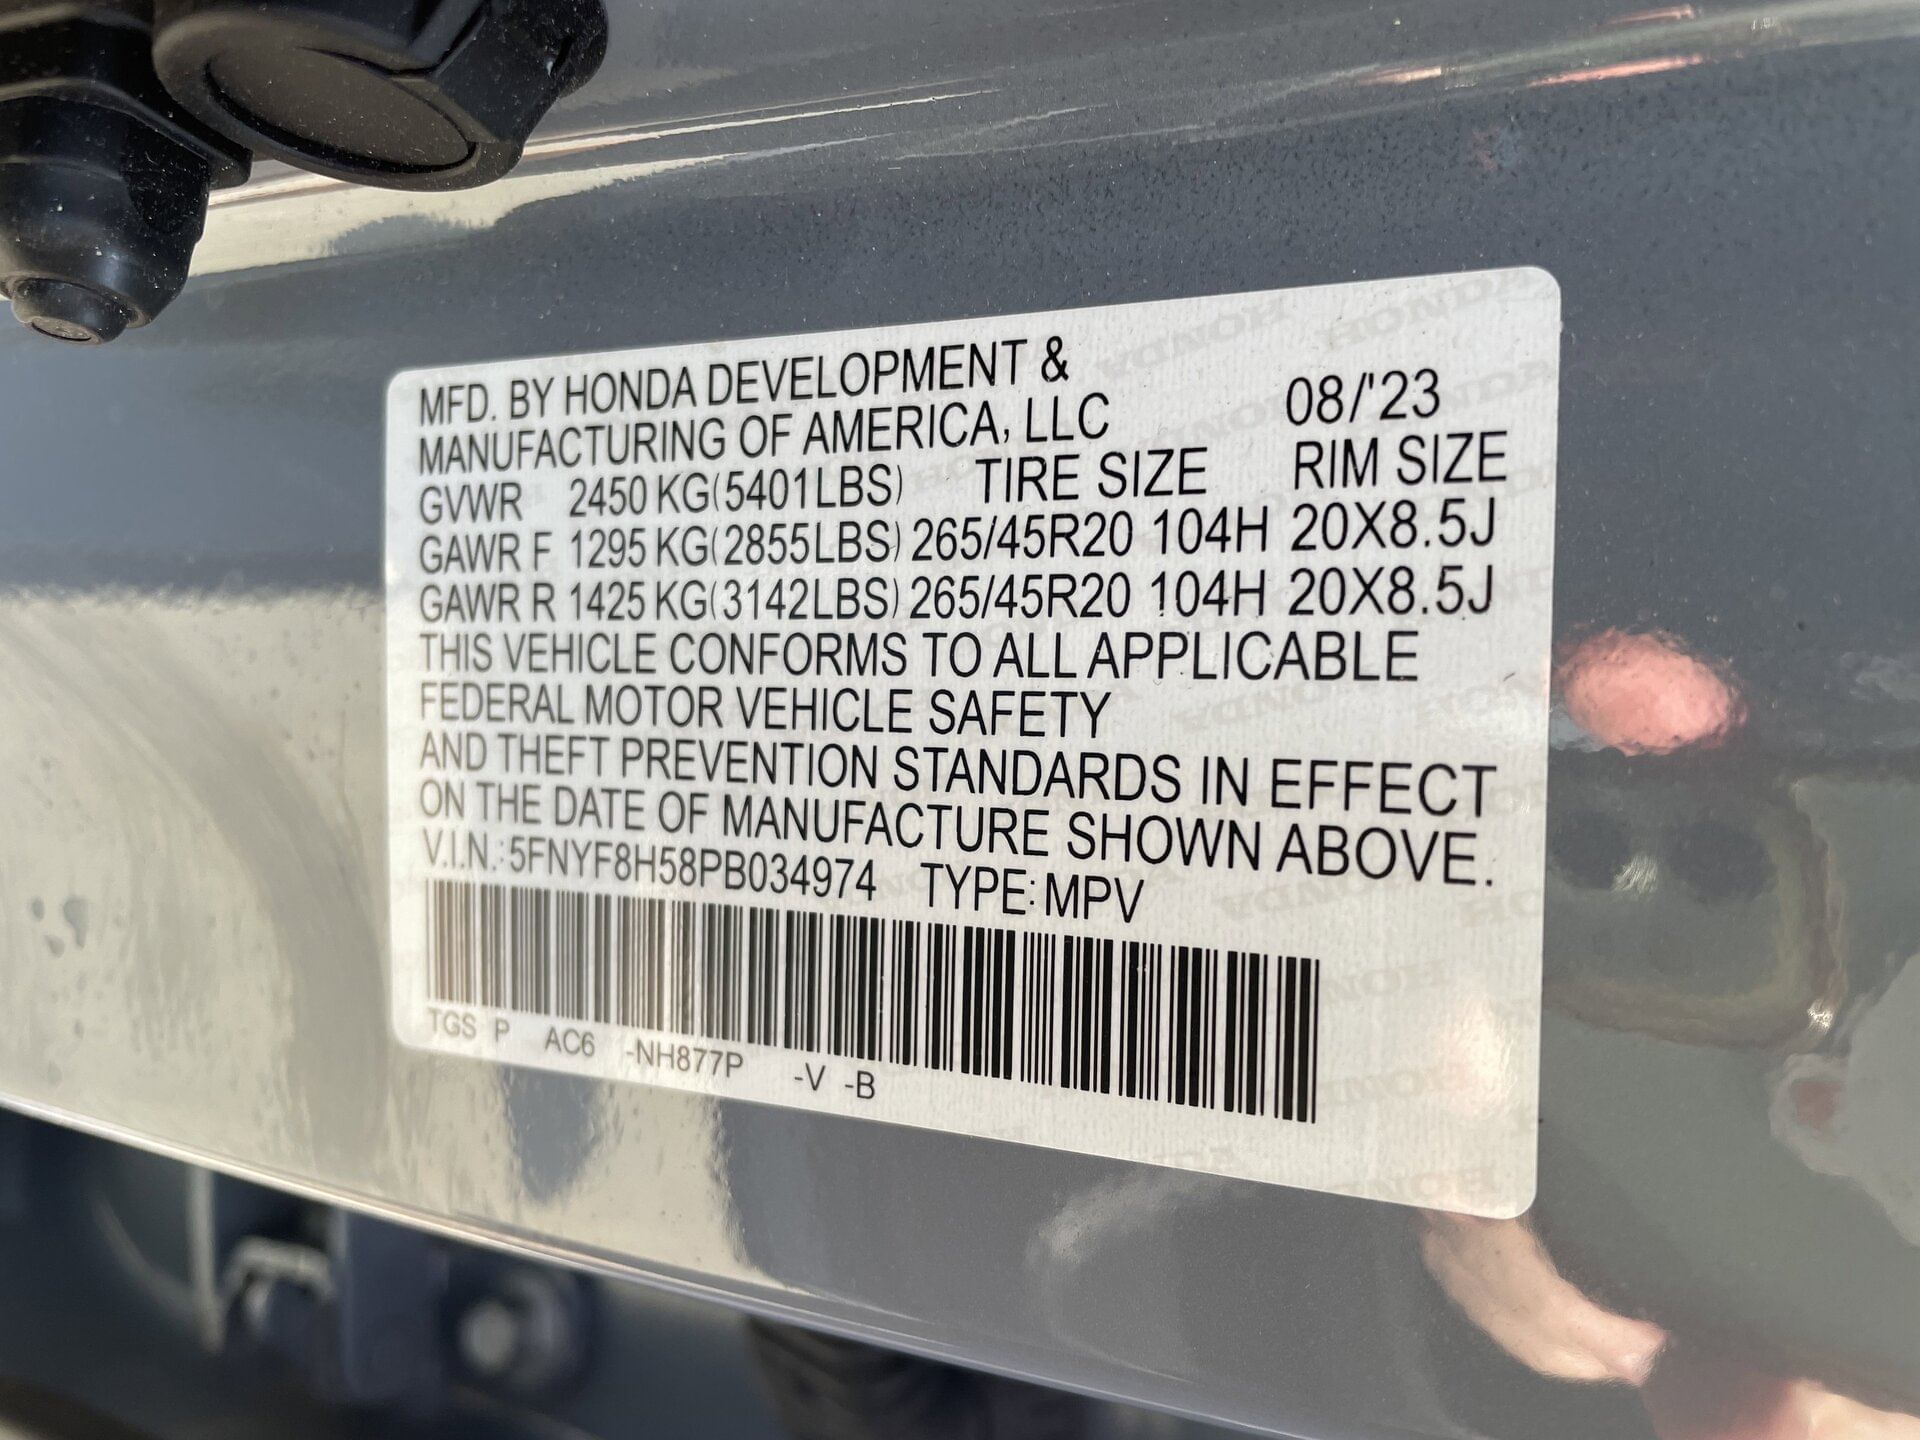 MFD. BY HONDA DEVELOPMENT &
MANUFACTURING OF AMERICA, LLC 08/'23
GVWR 2450 KG(5401LBS) TIRE SIZE RIM SIZE
GAWR F 1295 KG(2855LBS) 265/45R20 104H 20X8.5J
GAWR R 1425 KG(3142LBS) 265/45R20 104H 20X8.5J
THIS VEHICLE CONFORMS TO ALL APPLICABLE
FEDERAL MOTOR VEHICLE SAFETY
AND THEFT PREVENTION STANDARDS IN EFFECT
ON THE DATE OF MANUFACTURE SHOWN ABOVE.
V.I.N.:5FNYF8H58PB034974 TYPE:MPV
TGS P AC6 -NH877P -V -B